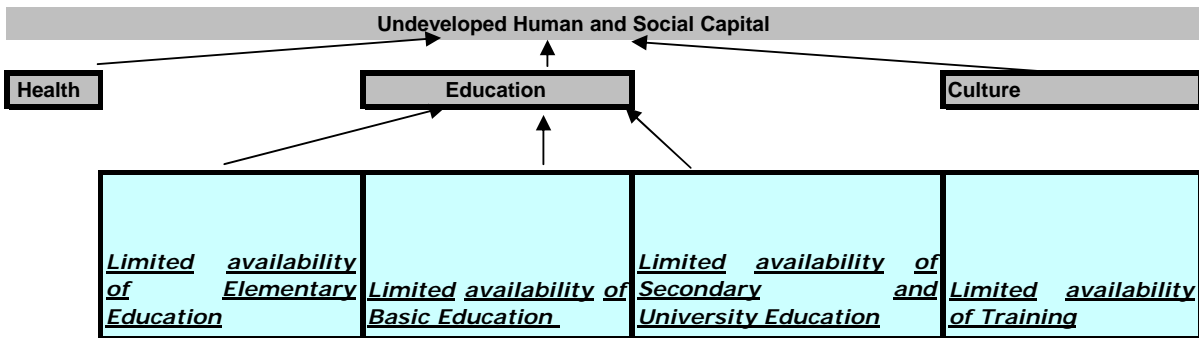 Undeveloped Human and Social Capital
Health
Education
Culture
Limited availability
of Elementary
Education
Limited availability of
Basic Education
Limited availability of
Secondary and
University Education
Limited availability
of Training